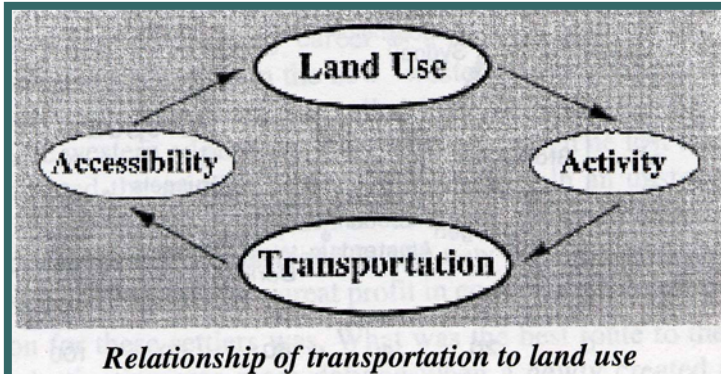 Land Use
Accessibility
Activity
Transportation
Relationship of transportation to land use